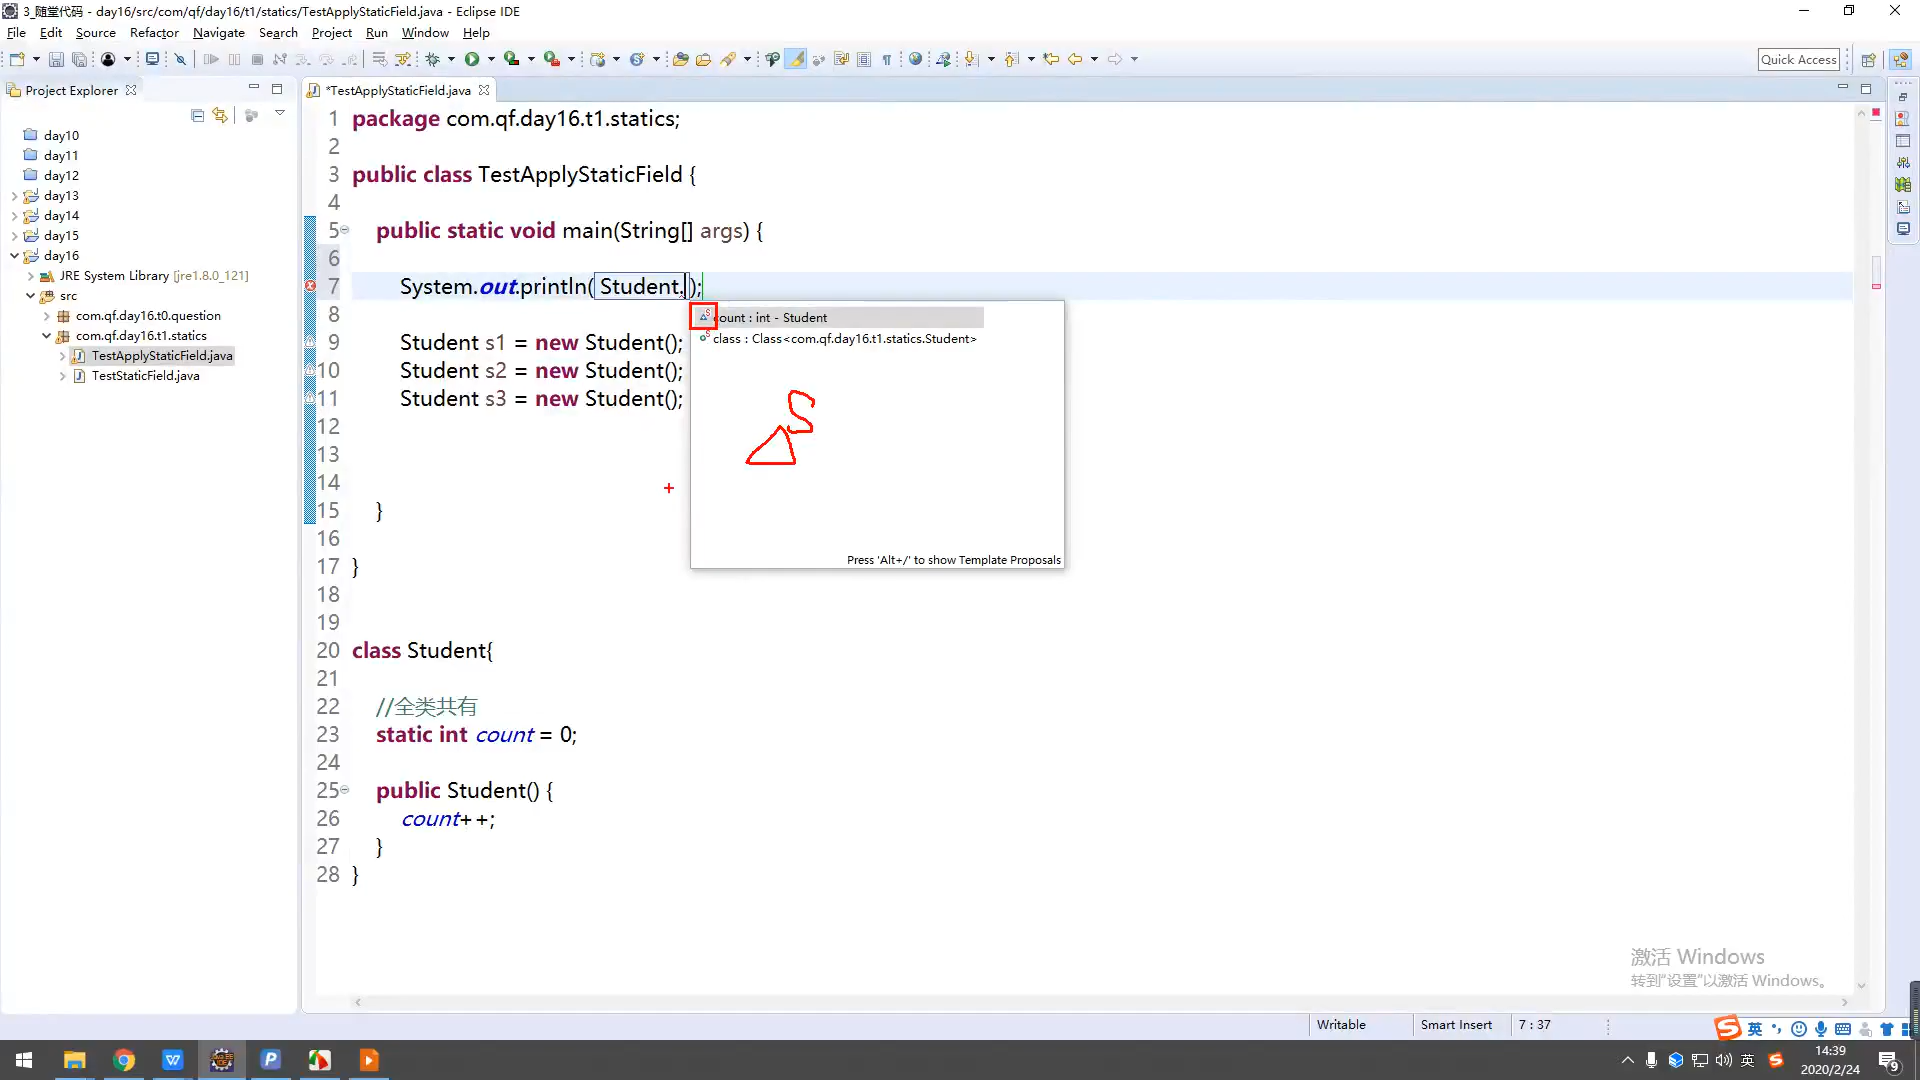 3_随堂代码 - day16/src/com/qf/day16/t1/statics/TestApplyStaticField.java - Eclipse IDE
File Edit Source Refactor Navigate Search Project Run Window Help
Quick Access
Project Explorer
*TestApplyStaticField.java
day10
day11
day12
day13
day14
day15
day16
JRE System Library [jre1.8.0_121]
src
com.qf.day16.t0.question
com.qf.day16.t1.statics
TestApplyStaticField.java
TestStaticField.java
1 package com.qf.day16.t1.statics;
2
3 public class TestApplyStaticField {
4
5 public static void main(String[] args) {
6
7 System.out.println( Student.);
8
9 Student s1 = new Student();
10 Student s2 = new Student();
11 Student s3 = new Student();
12
13
14
15 }
16
17 }
18
19
20 class Student{
21
22 //全类共有
23 static int count = 0;
24
25 public Student() {
26 count++;
27 }
28 }
count : int - Student
class : Class<com.qf.day16.t1.statics.Student>
S
Press 'Alt+/' to show Template Proposals
激活 Windows
转到"设置"以激活 Windows。
Writable
Smart Insert
7 : 37
英
英
14:39
2020/2/24
9